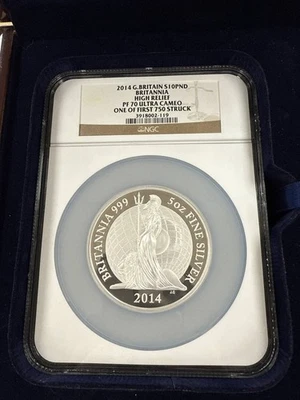 2014 G.BRITAIN S10PND
BRITANNIA
HIGH RELIEF
PF 70 ULTRA CAMEO
ONE OF FIRST 750 STRUCK
3918002-119
NGC
BRITANNIA 999 5oz FINE SILVER
2014